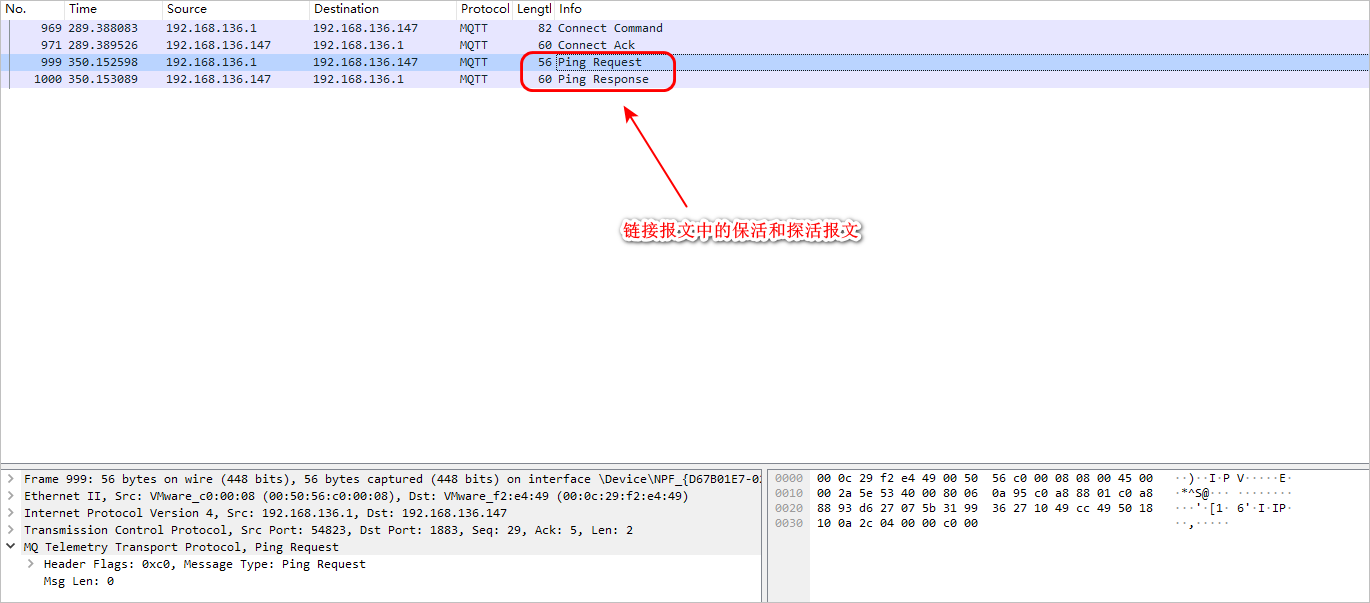 No. Time Source Destination Protocol Lengtl Info
969 289.388083 192.168.136.1 192.168.136.147 MQTT 82 Connect Command
971 289.389526 192.168.136.147 192.168.136.1 MQTT 60 Connect Ack
999 350.152598 192.168.136.1 192.168.136.147 MQTT 56 Ping Request
1000 350.153089 192.168.136.147 192.168.136.1 MQTT 60 Ping Response
链接报文中的保活和探活报文
Frame 999: 56 bytes on wire (448 bits), 56 bytes captured (448 bits) on interface \Device\NPF_{D67B01E7-0
Ethernet II, Src: VMware_c0:00:08 (00:50:56:c0:00:08), Dst: VMware_f2:e4:49 (00:0c:29:f2:e4:49)
Internet Protocol Version 4, Src: 192.168.136.1, Dst: 192.168.136.147
Transmission Control Protocol, Src Port: 54823, Dst Port: 1883, Seq: 29, Ack: 5, Len: 2
MQ Telemetry Transport Protocol, Ping Request
Header Flags: 0xc0, Message Type: Ping Request
Msg Len: 0
0000 00 0c 29 f2 e4 49 00 50 56 c0 00 08 08 00 45 00 ··)··I·P V·····E·
0010 00 2a 5e 53 40 00 80 06 0a 95 c0 a8 88 01 c0 a8 ·*^S@··· ········
0020 88 93 d6 27 07 5b 31 99 36 27 10 49 cc 49 50 18 ···'·[1· 6'·I·IP·
0030 10 0a 2c 04 00 00 c0 00 ··,·····